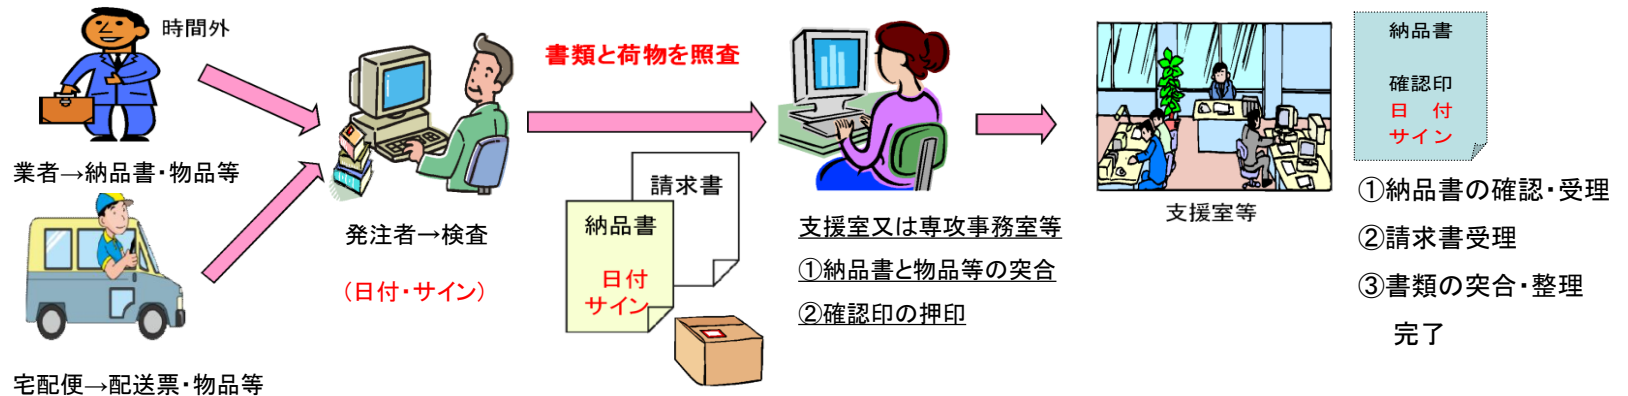 時間外
業者→納品書・物品等
宅配便→配送票・物品等
発注者→検査
（日付・サイン）
書類と荷物を照査
請求書
納品書
日付
サイン
支援室又は専攻事務室等
①納品書と物品等の突合
②確認印の押印
支援室等
納品書
確認印
日　付
サイン
①納品書の確認・受理
②請求書受理
③書類の突合・整理
完了